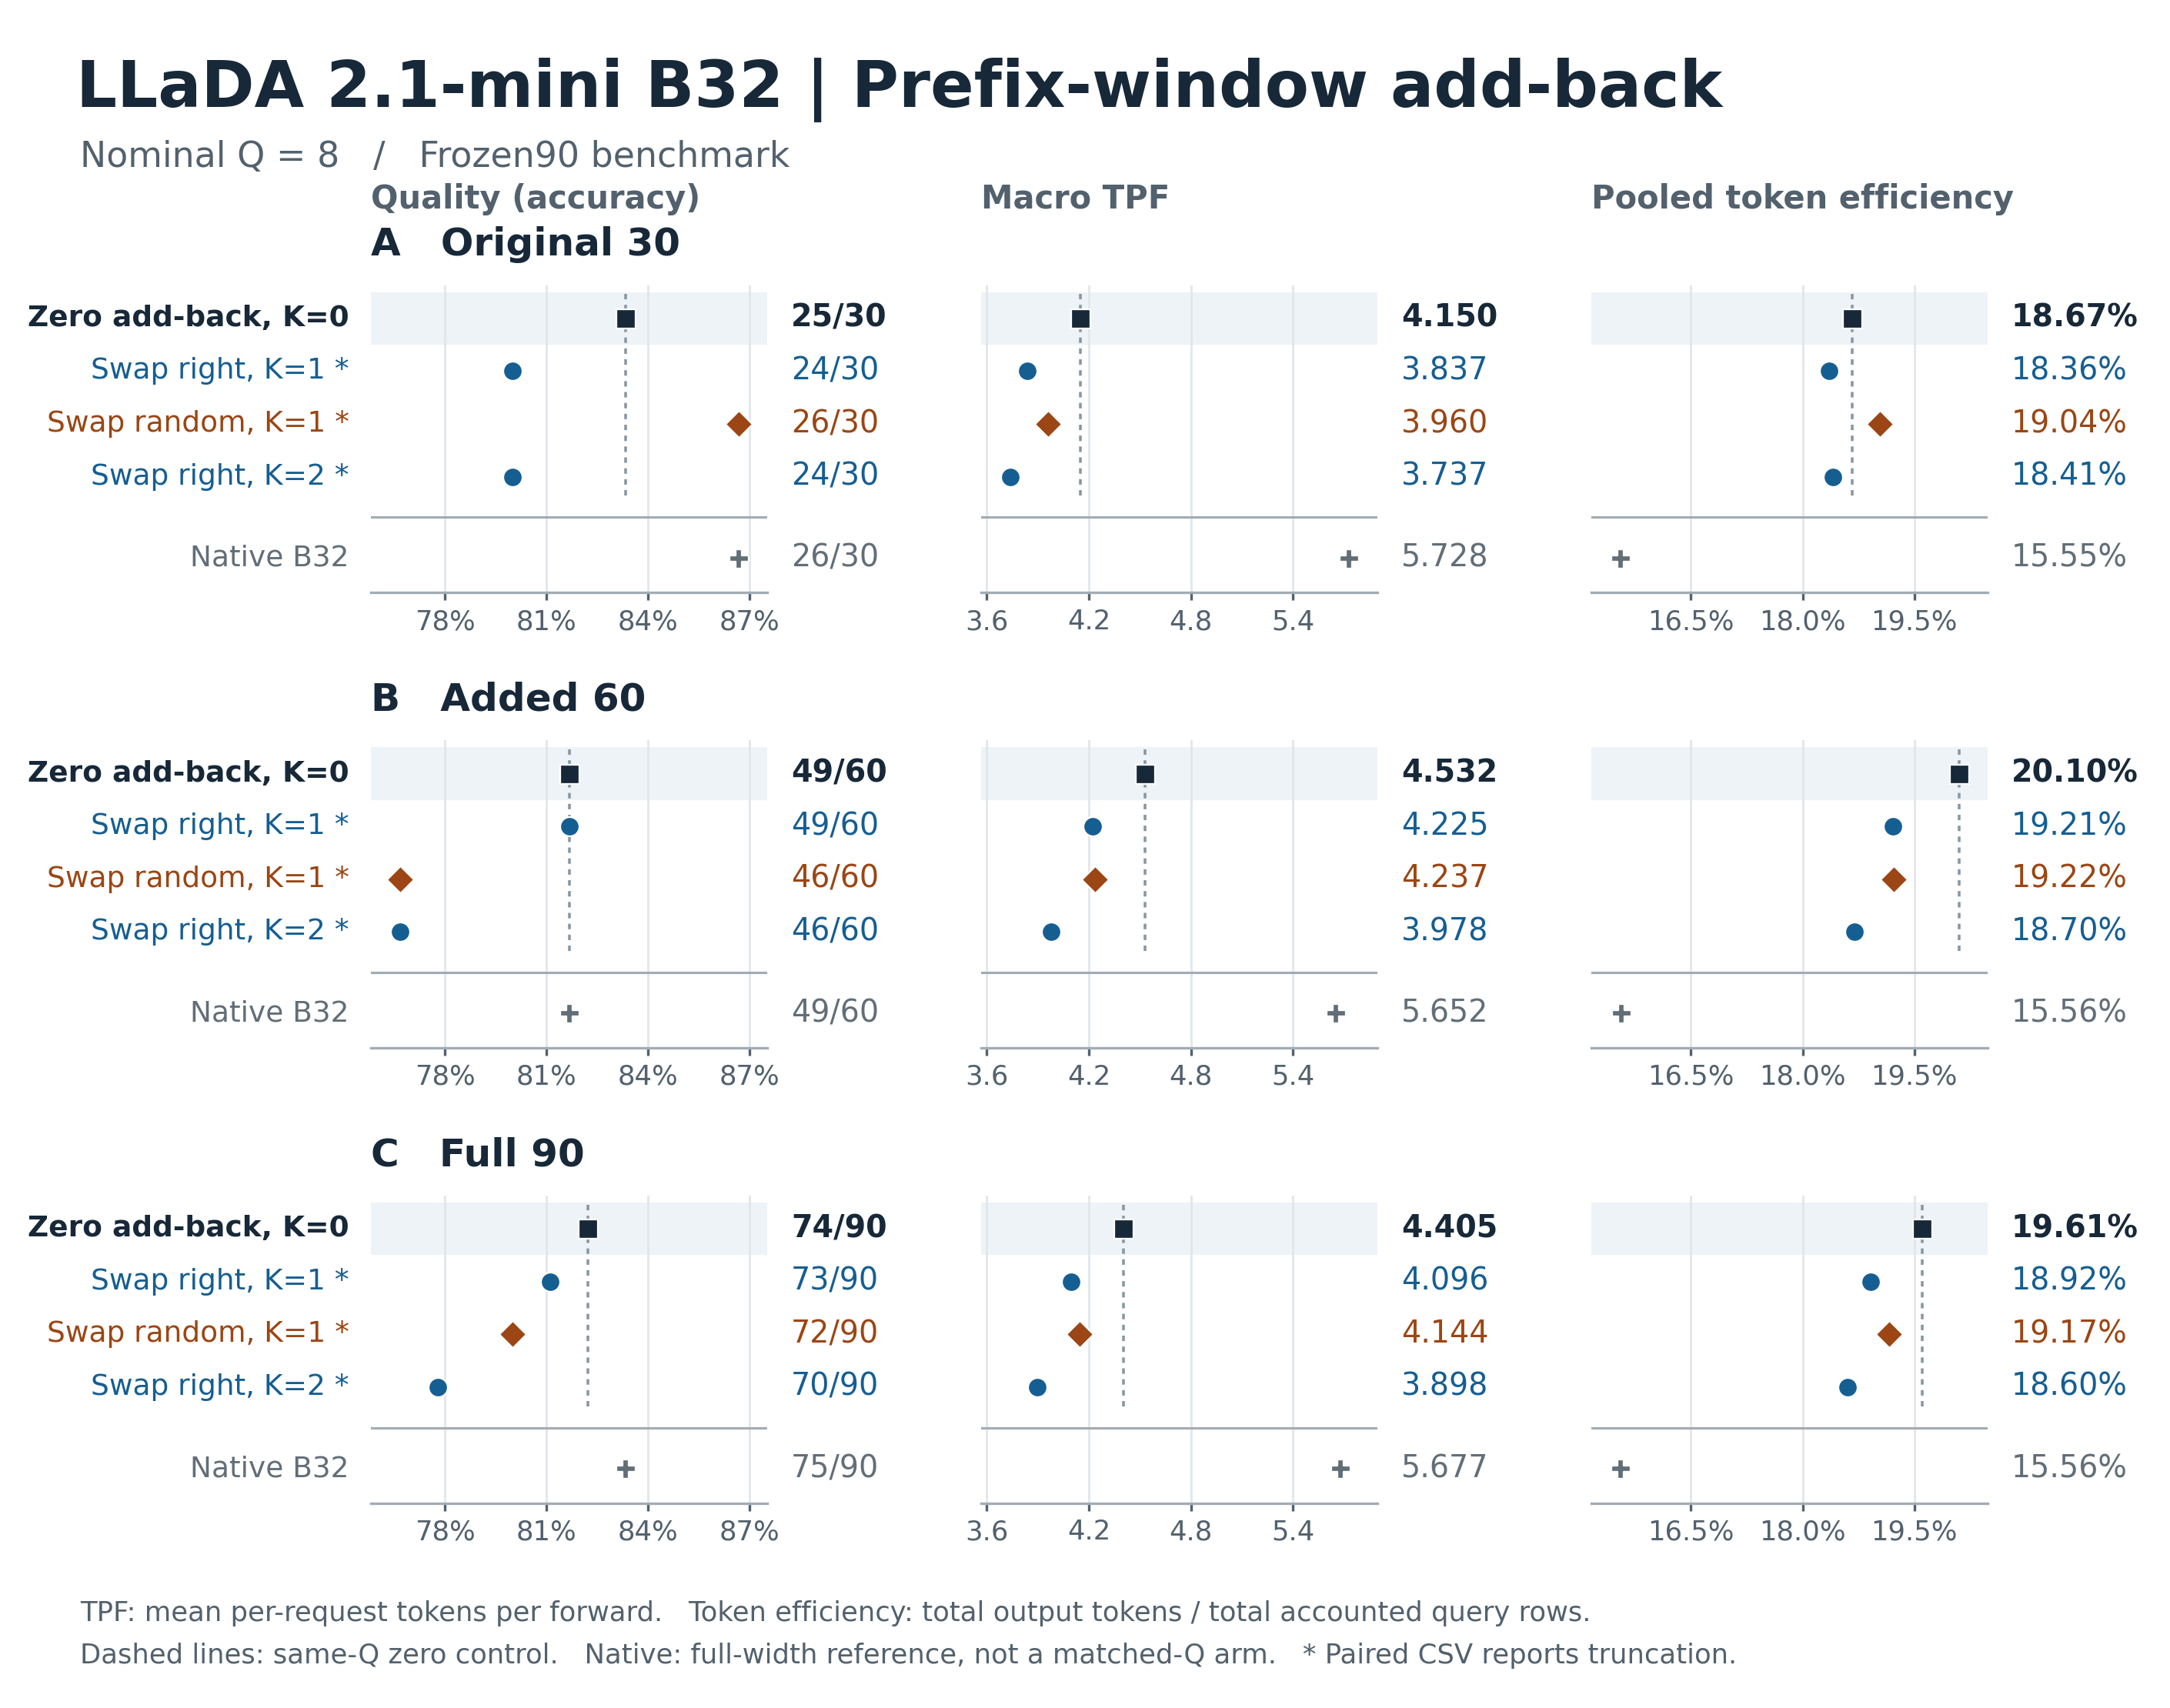 LLaDA 2.1-mini B32 | Prefix-window add-back
Nominal Q = 8 / Frozen90 benchmark
Quality (accuracy) Macro TPF Pooled token efficiency
A Original 30
Zero add-back, K=0 25/30 4.150 18.67%
Swap right, K=1 * 24/30 3.837 18.36%
Swap random, K=1 * 26/30 3.960 19.04%
Swap right, K=2 * 24/30 3.737 18.41%
Native B32 26/30 5.728 15.55%
78% 81% 84% 87% 3.6 4.2 4.8 5.4 16.5% 18.0% 19.5%
B Added 60
Zero add-back, K=0 49/60 4.532 20.10%
Swap right, K=1 * 49/60 4.225 19.21%
Swap random, K=1 * 46/60 4.237 19.22%
Swap right, K=2 * 46/60 3.978 18.70%
Native B32 49/60 5.652 15.56%
78% 81% 84% 87% 3.6 4.2 4.8 5.4 16.5% 18.0% 19.5%
C Full 90
Zero add-back, K=0 74/90 4.405 19.61%
Swap right, K=1 * 73/90 4.096 18.92%
Swap random, K=1 * 72/90 4.144 19.17%
Swap right, K=2 * 70/90 3.898 18.60%
Native B32 75/90 5.677 15.56%
78% 81% 84% 87% 3.6 4.2 4.8 5.4 16.5% 18.0% 19.5%
TPF: mean per-request tokens per forward. Token efficiency: total output tokens / total accounted query rows.
Dashed lines: same-Q zero control. Native: full-width reference, not a matched-Q arm. * Paired CSV reports truncation.